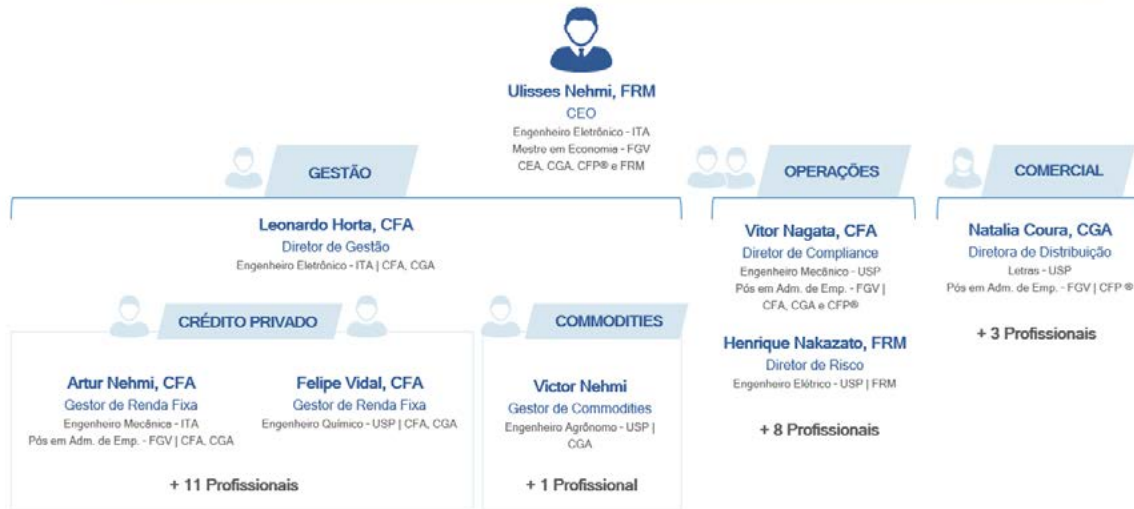 Ulisses Nehmi, FRM
CEO
Engenheiro Eletrônico - ITA
Mestre em Economia - FGV
CEA, CGA, CFP® e FRM
GESTÃO
Leonardo Horta, CFA
Diretor de Gestão
Engenheiro Eletrônico - ITA | CFA, CGA
CRÉDITO PRIVADO
Artur Nehmi, CFA
Gestor de Renda Fixa
Engenheiro Mecânica - ITA
Pós em Adm. de Emp. - FGV | CFA, CGA
Felipe Vidal, CFA
Gestor de Renda Fixa
Engenheiro Químico - USP | CFA, CGA
+ 11 Profissionais
COMMODITIES
Victor Nehmi
Gestor de Commodities
Engenheiro Agrônomo - USP |
CGA
+ 1 Profissional
OPERAÇÕES
Vitor Nagata, CFA
Diretor de Compliance
Engenheiro Mecânico - USP
Pós em Adm. de Emp. - FGV |
CFA, CGA e CFP®
Henrique Nakazato, FRM
Diretor de Risco
Engenheiro Elétrico - USP | FRM
+ 8 Profissionais
COMERCIAL
Natalia Coura, CGA
Diretora de Distribuição
Letras - USP
Pós em Adm. de Emp. - FGV | CFP ®
+ 3 Profissionais